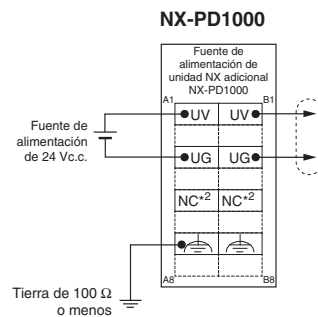 NX-PD1000
Fuente de
alimentación de
unidad NX adicional
NX-PD1000
A1
B1
UV
UV
Fuente de
alimentación
de 24 Vc.c.
UG
UG
NC*2
NC*2
A8
B8
Tierra de 100 Ω
o menos